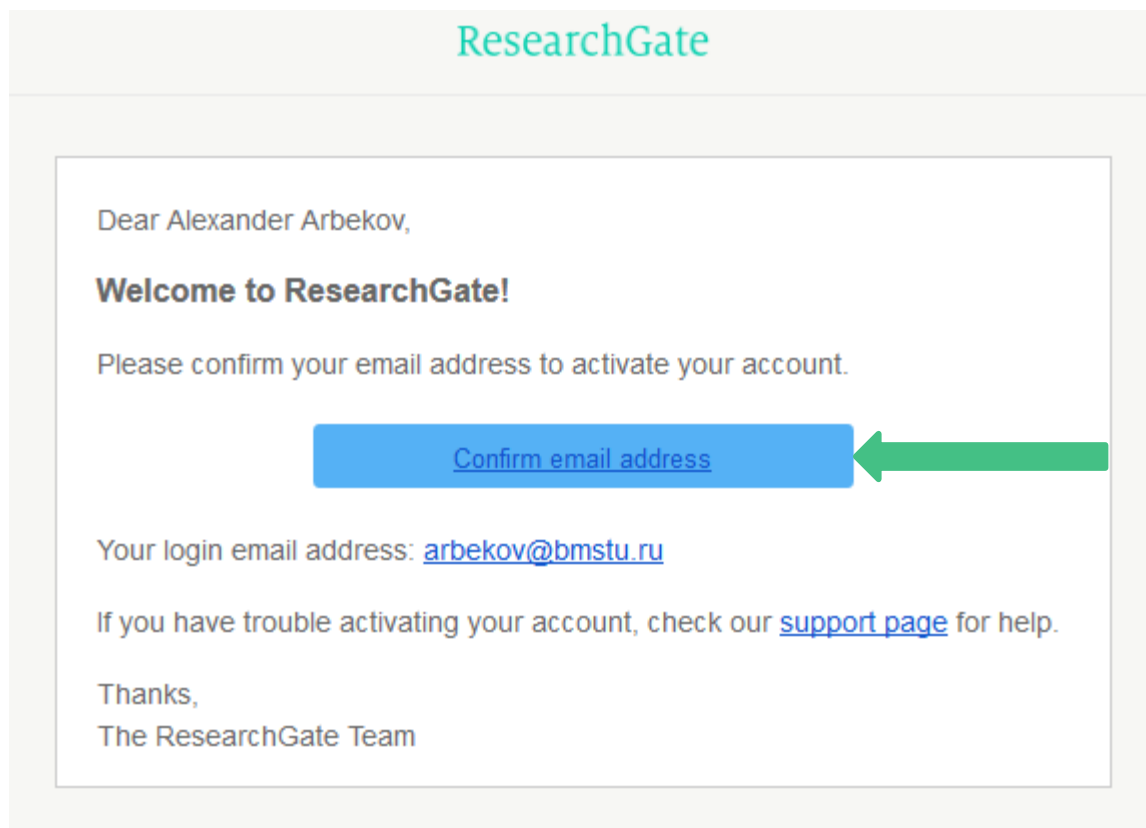 ResearchGate
Dear Alexander Arbekov,
Welcome to ResearchGate!
Please confirm your email address to activate your account.
Confirm email address
Your login email address: arbekov@bmstu.ru
If you have trouble activating your account, check our support page for help.
Thanks,
The ResearchGate Team